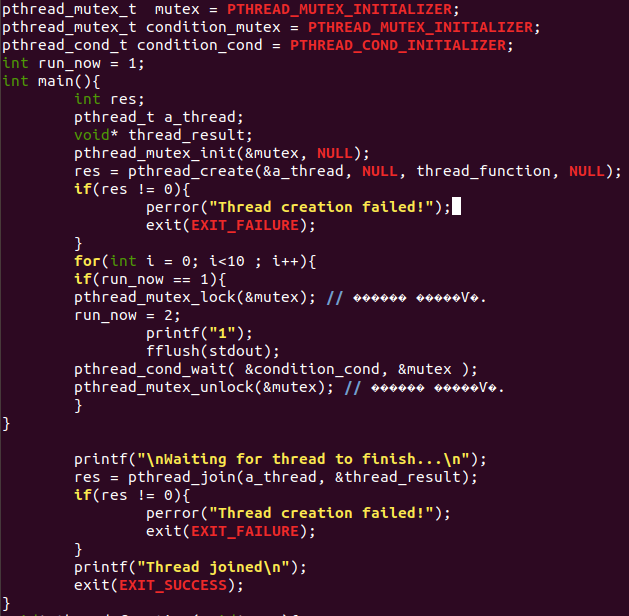 pthread_mutex_t  mutex = PTHREAD_MUTEX_INITIALIZER;
pthread_mutex_t condition_mutex = PTHREAD_MUTEX_INITIALIZER;
pthread_cond_t condition_cond = PTHREAD_COND_INITIALIZER;
int run_now = 1;
int main(){
        int res;
        pthread_t a_thread;
        void* thread_result;
        pthread_mutex_init(&mutex, NULL);
        res = pthread_create(&a_thread, NULL, thread_function, NULL);
        if(res != 0){
                perror("Thread creation failed!");
                exit(EXIT_FAILURE);
        }
        for(int i = 0; i<10 ; i++){
        if(run_now == 1){
        pthread_mutex_lock(&mutex); // ������ �����V�.
        run_now = 2;
                printf("1");
                fflush(stdout);
        pthread_cond_wait( &condition_cond, &mutex );
        pthread_mutex_unlock(&mutex); // ������ �����V�.
        }
}
        printf("\nWaiting for thread to finish...\n");
        res = pthread_join(a_thread, &thread_result);
        if(res != 0){
                perror("Thread creation failed!");
                exit(EXIT_FAILURE);
        }
        printf("Thread joined\n");
        exit(EXIT_SUCCESS);
}